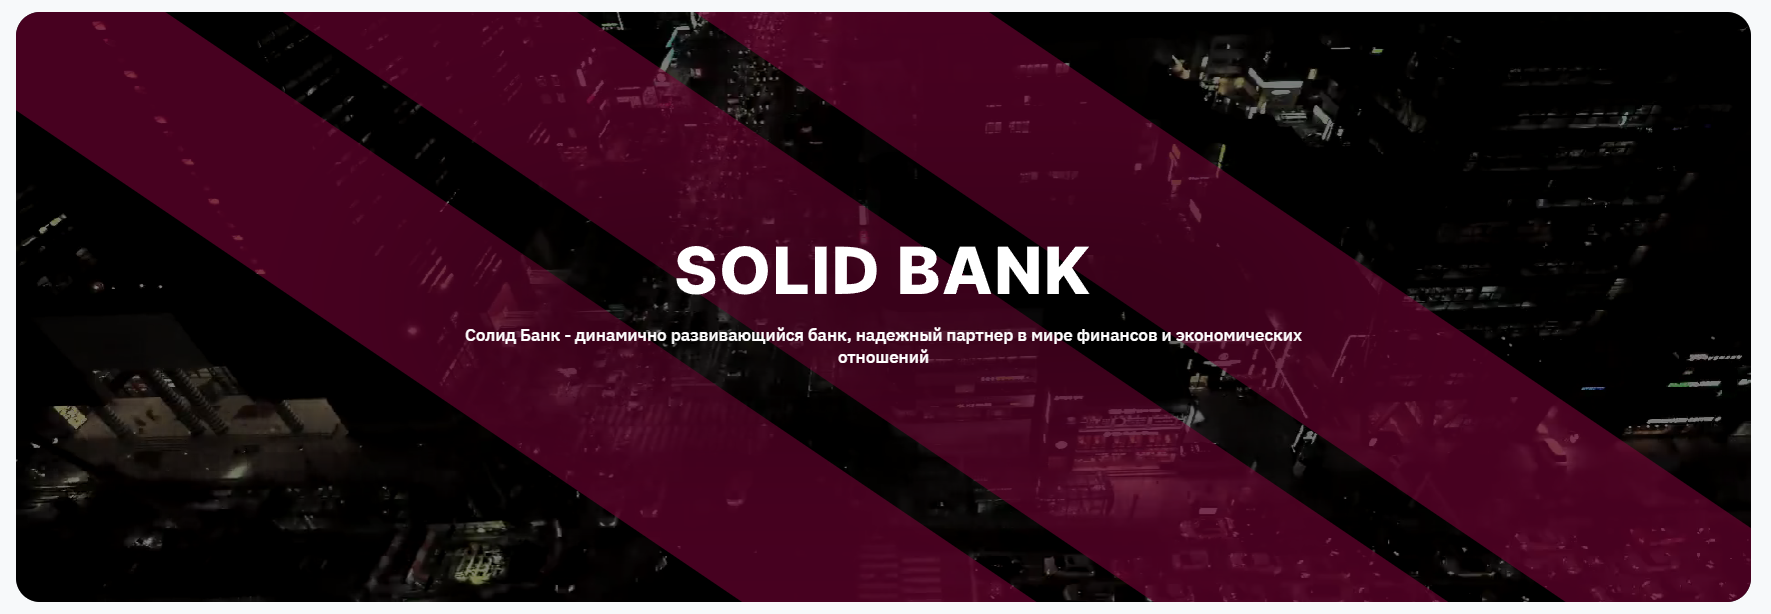 SOLID BANK
Солид Банк - динамично развивающийся банк, надежный партнер в мире финансов и экономических
отношений